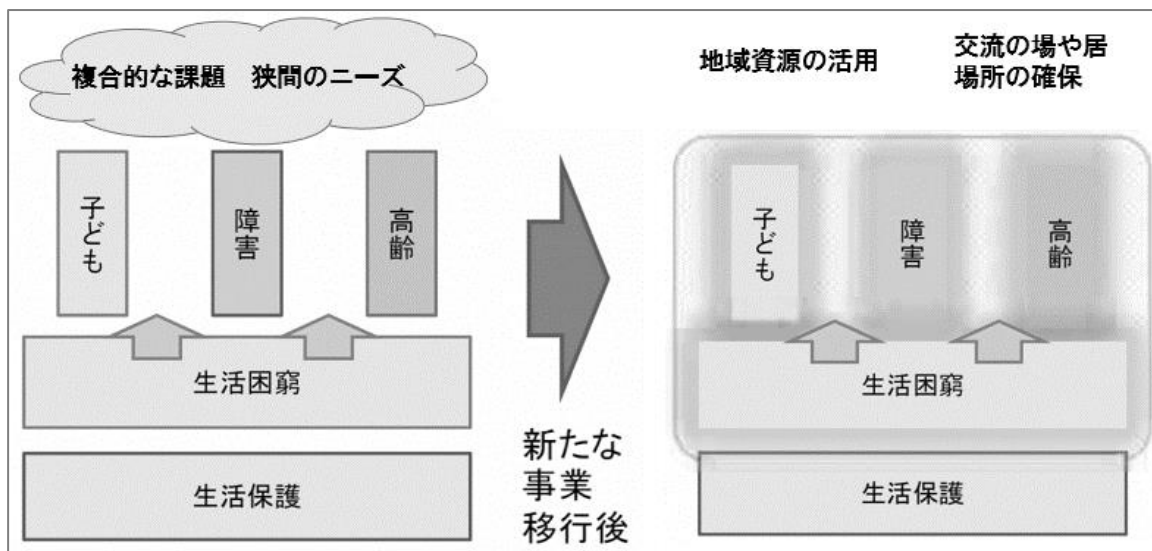 複合的な課題　狭間のニーズ
子ども
障害
高齢
生活困窮
生活保護
新たな
事業
移行後
地域資源の活用
交流の場や居
場所の確保
子ども
障害
高齢
生活困窮
生活保護